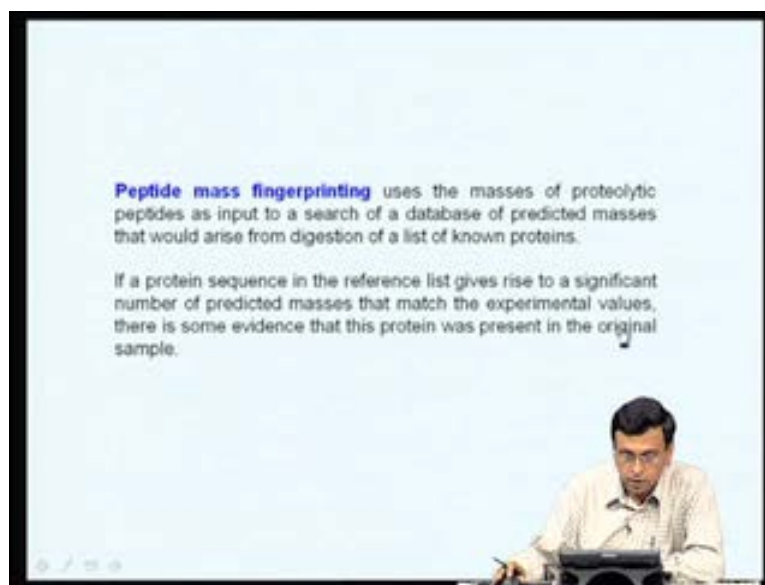 Peptide mass fingerprinting uses the masses of proteolytic
peptides as input to a search of a database of predicted masses
that would arise from digestion of a list of known proteins.
If a protein sequence in the reference list gives rise to a significant
number of predicted masses that match the experimental values,
there is some evidence that this protein was present in the original
sample.